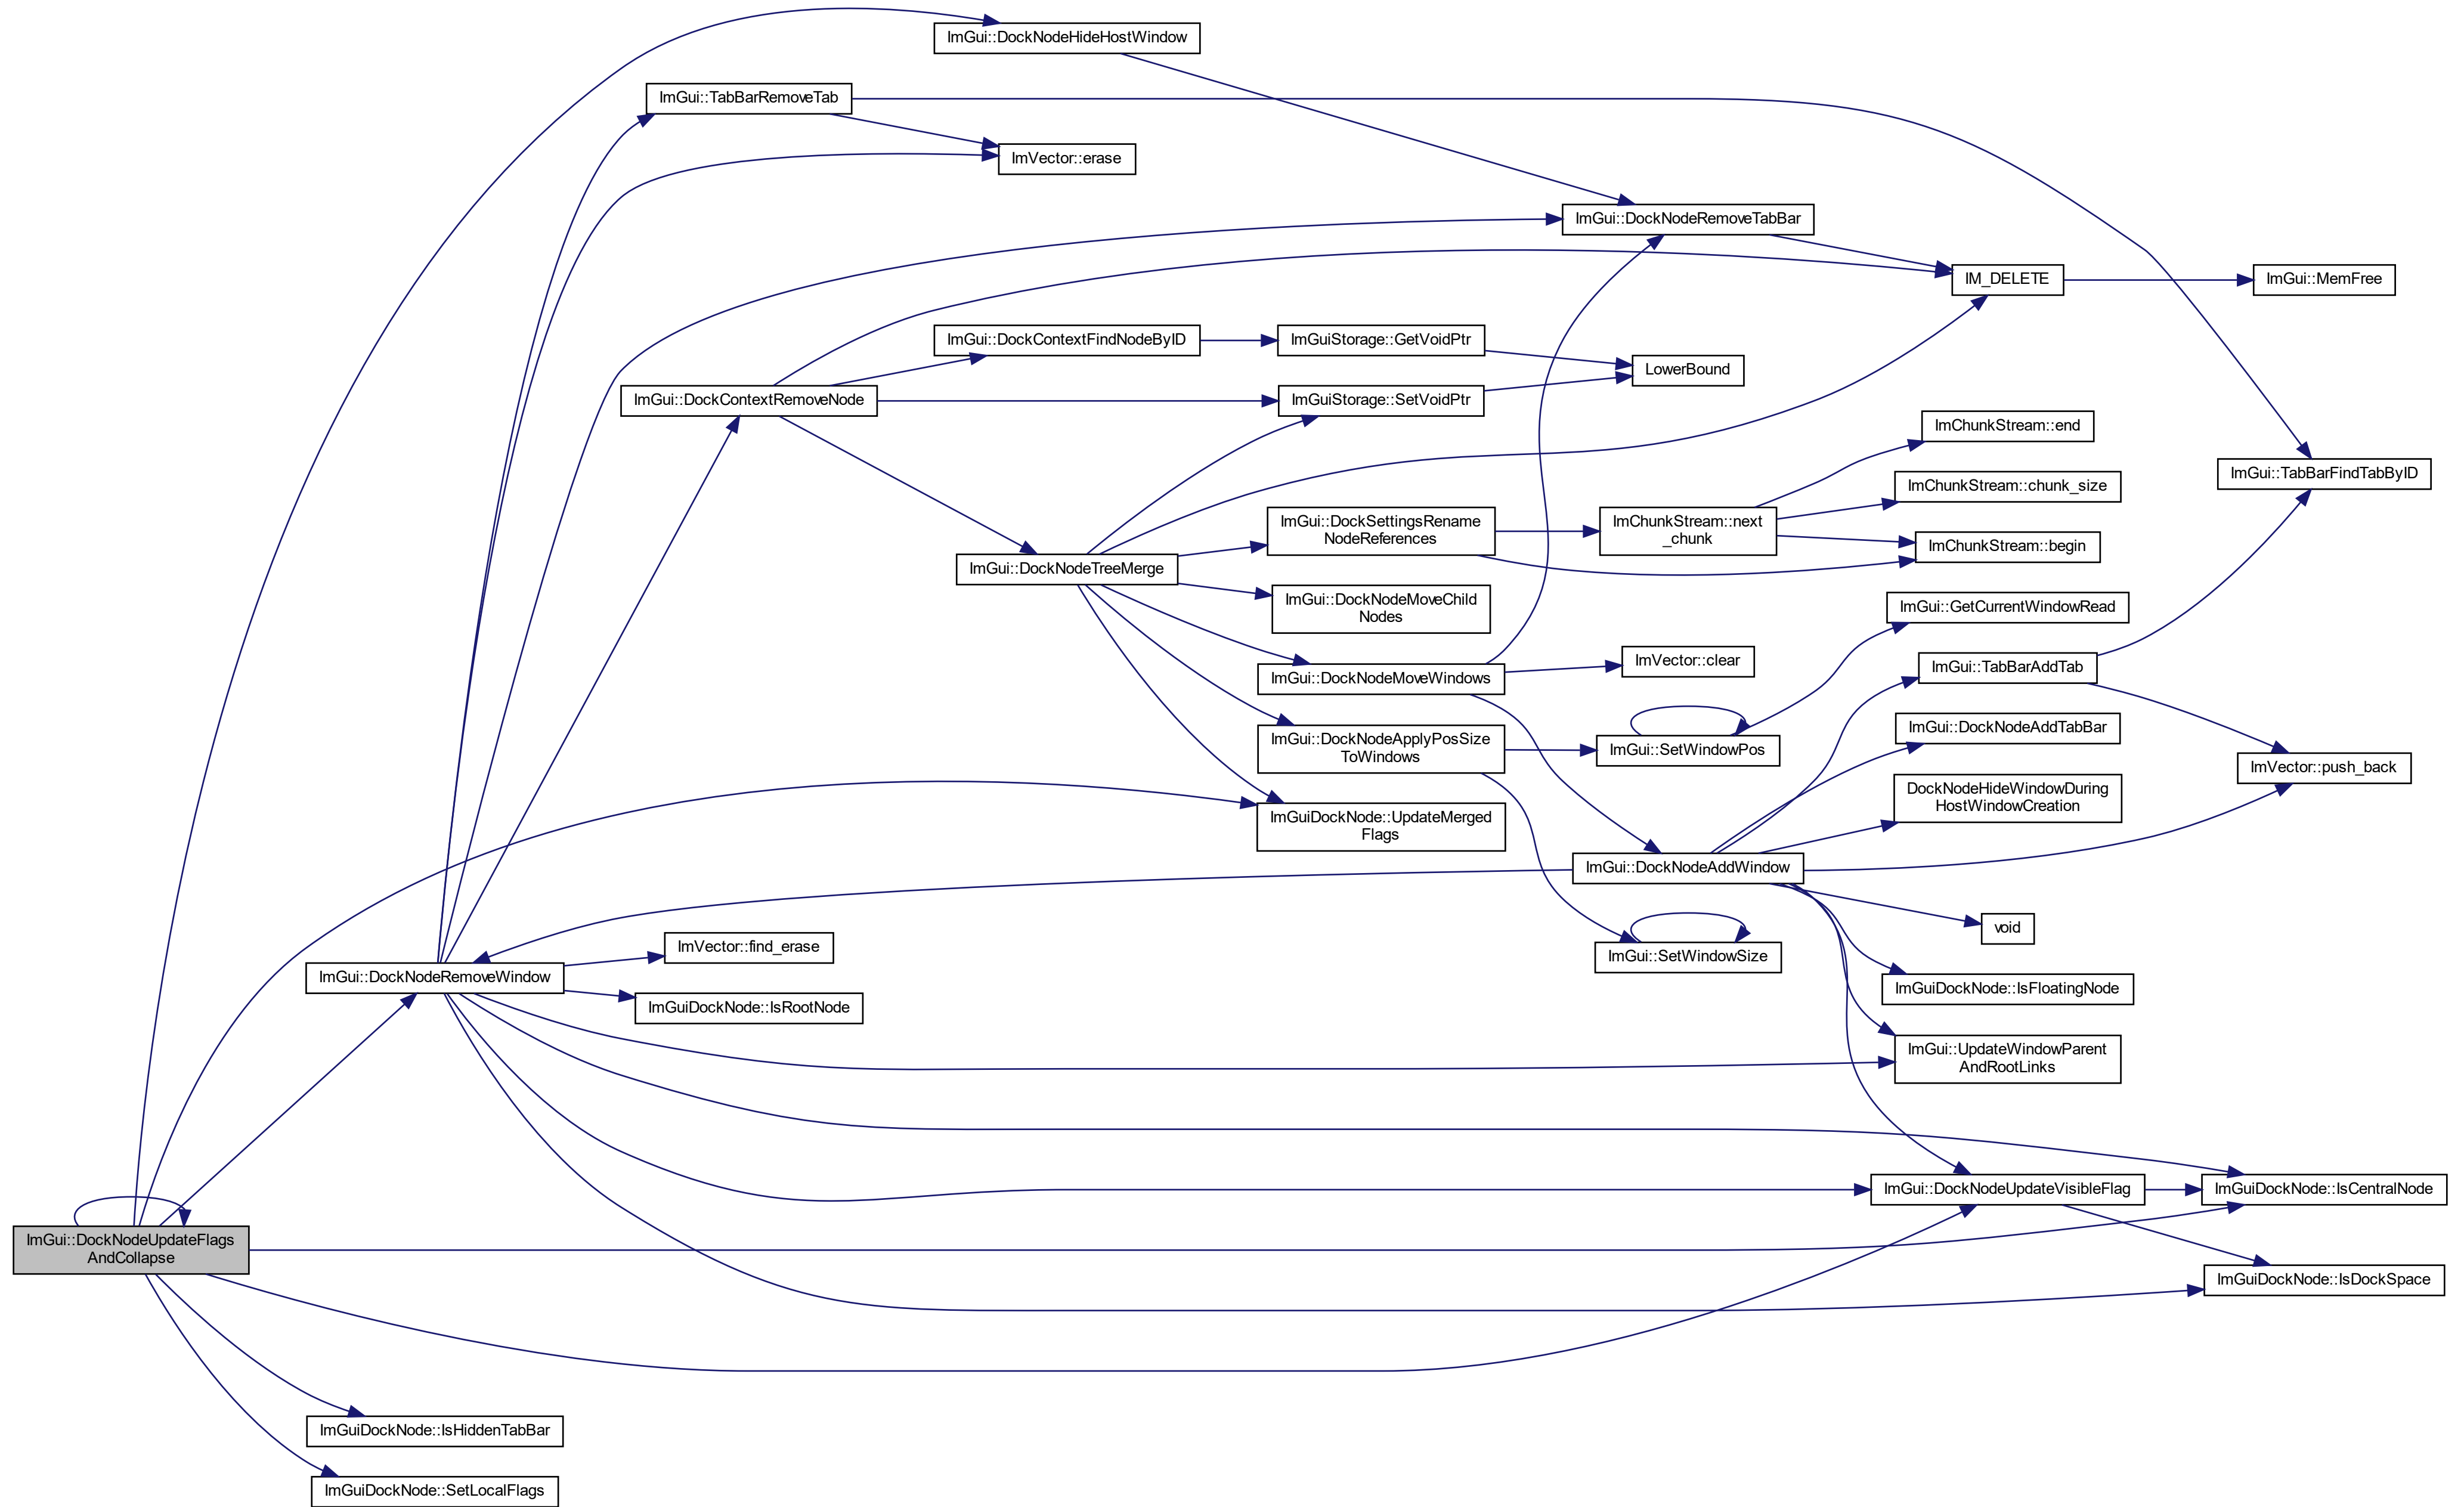 ImGui::DockNodeHideHostWindow
ImGui::TabBarRemoveTab
ImVector::erase
ImGui::DockNodeRemoveTabBar
IM_DELETE
ImGui::MemFree
ImGui::DockContextFindNodeByID
ImGuiStorage::GetVoidPtr
LowerBound
ImGui::DockContextRemoveNode
ImGuiStorage::SetVoidPtr
ImChunkStream::end
ImGui::TabBarFindTabByID
ImChunkStream::chunk_size
ImGui::DockSettingsRename
NodeReferences
ImChunkStream::next
_chunk
ImChunkStream::begin
ImGui::DockNodeTreeMerge
ImGui::DockNodeMoveChild
Nodes
ImGui::GetCurrentWindowRead
ImVector::clear
ImGui::TabBarAddTab
ImGui::DockNodeMoveWindows
ImGui::DockNodeAddTabBar
ImGui::DockNodeApplyPosSize
ToWindows
ImGui::SetWindowPos
ImVector::push_back
DockNodeHideWindowDuring
HostWindowCreation
ImGuiDockNode::UpdateMerged
Flags
ImGui::DockNodeAddWindow
void
ImVector::find_erase
ImGui::SetWindowSize
ImGui::DockNodeRemoveWindow
ImGuiDockNode::IsFloatingNode
ImGuiDockNode::IsRootNode
ImGui::UpdateWindowParent
AndRootLinks
ImGui::DockNodeUpdateVisibleFlag
ImGuiDockNode::IsCentralNode
ImGui::DockNodeUpdateFlags
AndCollapse
ImGuiDockNode::IsDockSpace
ImGuiDockNode::IsHiddenTabBar
ImGuiDockNode::SetLocalFlags